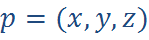 p = (x, y, z)